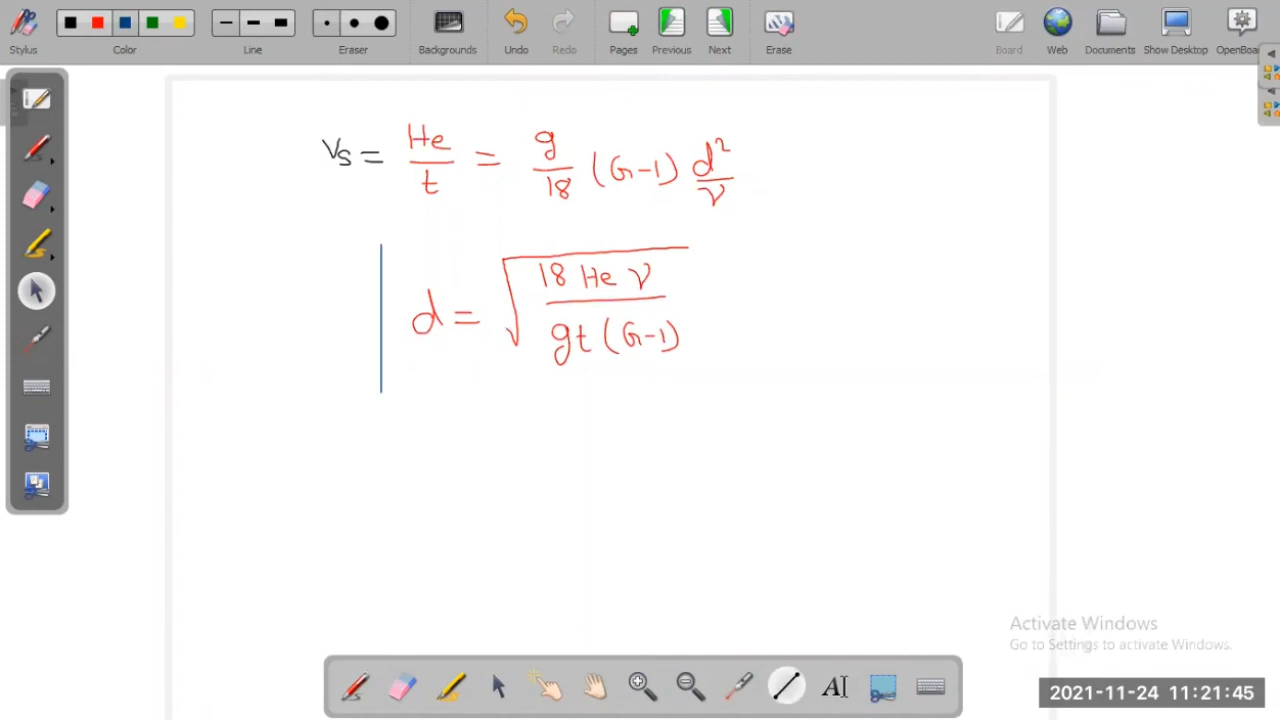 Stylus Color Line Eraser Backgrounds Undo Redo Pages Previous Next Erase Board Web Documents Show Desktop OpenBoa
Vs = He/t = g/18 (G-1) d²/ν
d = √(18 He ν / gt (G-1))
Activate Windows
Go to Settings to activate Windows.
AI
2021-11-24 11:21:45